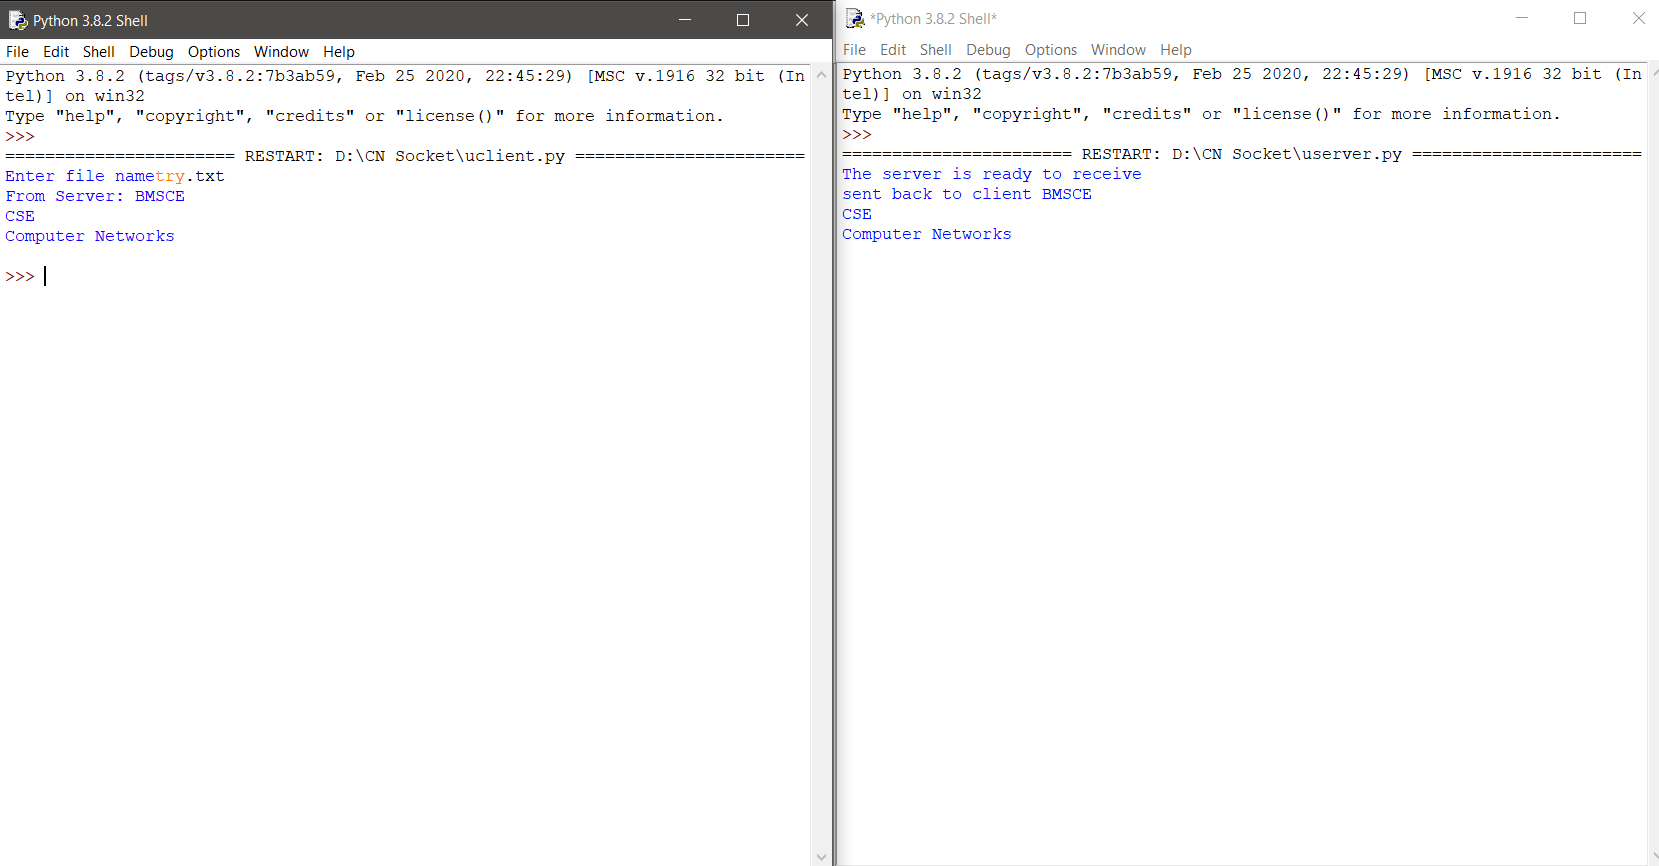 Python 3.8.2 Shell
File Edit Shell Debug Options Window Help
Python 3.8.2 (tags/v3.8.2:7b3ab59, Feb 25 2020, 22:45:29) [MSC v.1916 32 bit (In
tel)] on win32
Type "help", "copyright", "credits" or "license()" for more information.
>>>
======================= RESTART: D:\CN Socket\uclient.py =======================
Enter file nametry.txt
From Server: BMSCE
CSE
Computer Networks
>>>
*Python 3.8.2 Shell*
File Edit Shell Debug Options Window Help
Python 3.8.2 (tags/v3.8.2:7b3ab59, Feb 25 2020, 22:45:29) [MSC v.1916 32 bit (In
tel)] on win32
Type "help", "copyright", "credits" or "license()" for more information.
>>>
======================= RESTART: D:\CN Socket\userver.py =======================
The server is ready to receive
sent back to client BMSCE
CSE
Computer Networks